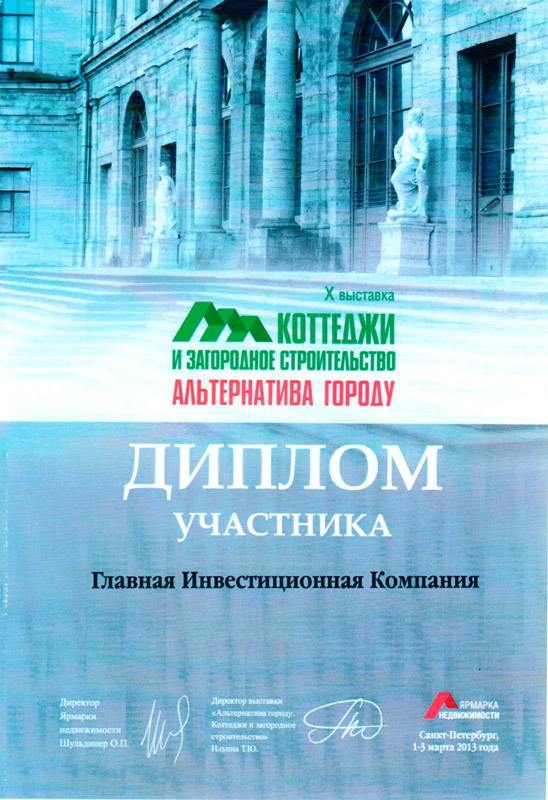 X выставка
КОТТЕДЖИ
И ЗАГОРОДНОЕ СТРОИТЕЛЬСТВО
АЛЬТЕРНАТИВА ГОРОДУ
ДИПЛОМ
УЧАСТНИКА
Главная Инвестиционная Компания
Директор
Ярмарки
недвижимости
Шульдинер О.П.
Директор выставки
«Альтернатива городу.
Коттеджи и загородное
строительство»
Ильина Т.Ю.
ЯРМАРКА
НЕДВИЖИМОСТИ
Санкт-Петербург,
1-3 марта 2013 года